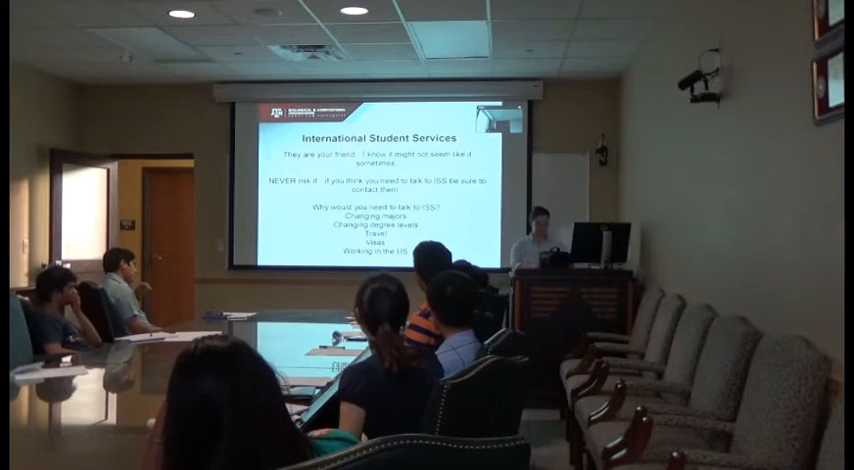 International Student Services
They are your friend. I know it might not seem like it
sometimes.
NEVER risk it if you think you need to talk to ISS be sure to
contact them
Why would you need to talk to ISS?
Changing majors
Changing degree levels
Travel
Visas
Working in the US